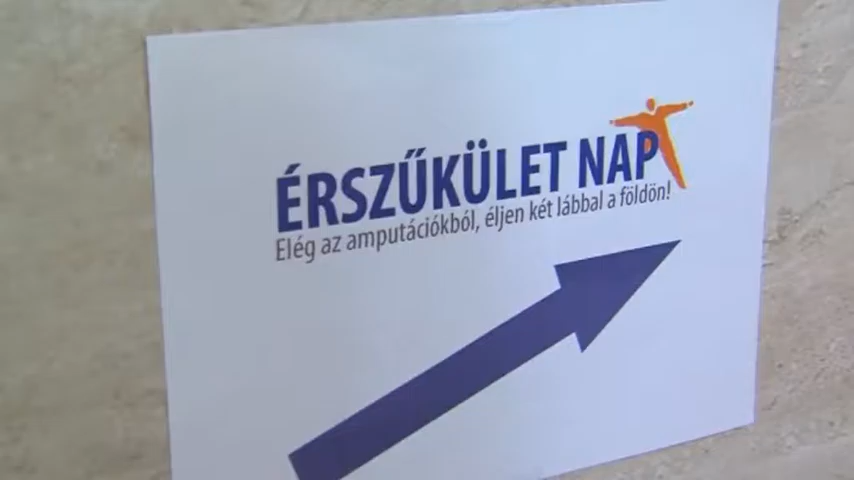 ÉRSZŰKÜLET NAP
Elég az amputációkból, éljen két lábbal a földön!